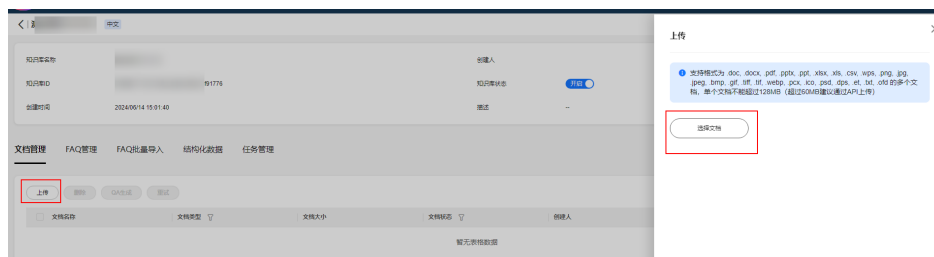 中文
知识库名称
创建人
知识库ID
91776
知识库状态
开启
创建时间
2024/06/14 15:01:40
描述
--
文档管理 FAQ管理 FAQ批量导入 结构化数据 任务管理
上传 删除 QA生成 重试
文档名称 文档类型 文档大小 文档状态 创建人
暂无表格数据
上传
支持格式为 .doc, .docx, .pdf, .pptx, .ppt, .xlsx, .xls, .csv, .wps, .png, .jpg,
.jpeg, .bmp, .gif, .tiff, .tif, .webp, .pcx, .ico, .psd, .dps, .et, .txt, .ofd 的多个文
档，单个文档不能超过128MB（超过50MB建议通过API上传）
选择文档